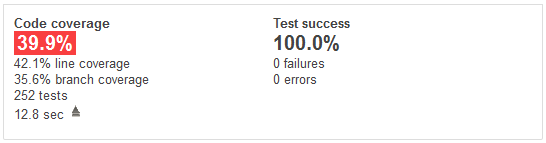 Code coverage
39.9%
42.1% line coverage
35.6% branch coverage
252 tests
12.8 sec
Test success
100.0%
0 failures
0 errors